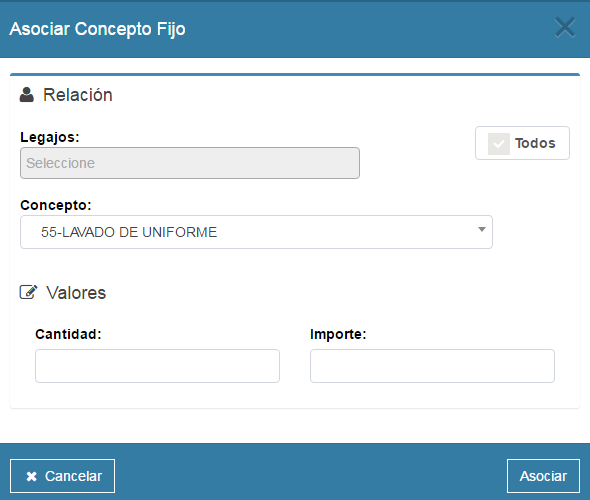 Asociar Concepto Fijo
Relación
Legajos:
Seleccione
Todos
Concepto:
55-LAVADO DE UNIFORME
Valores
Cantidad: Importe:
Cancelar Asociar